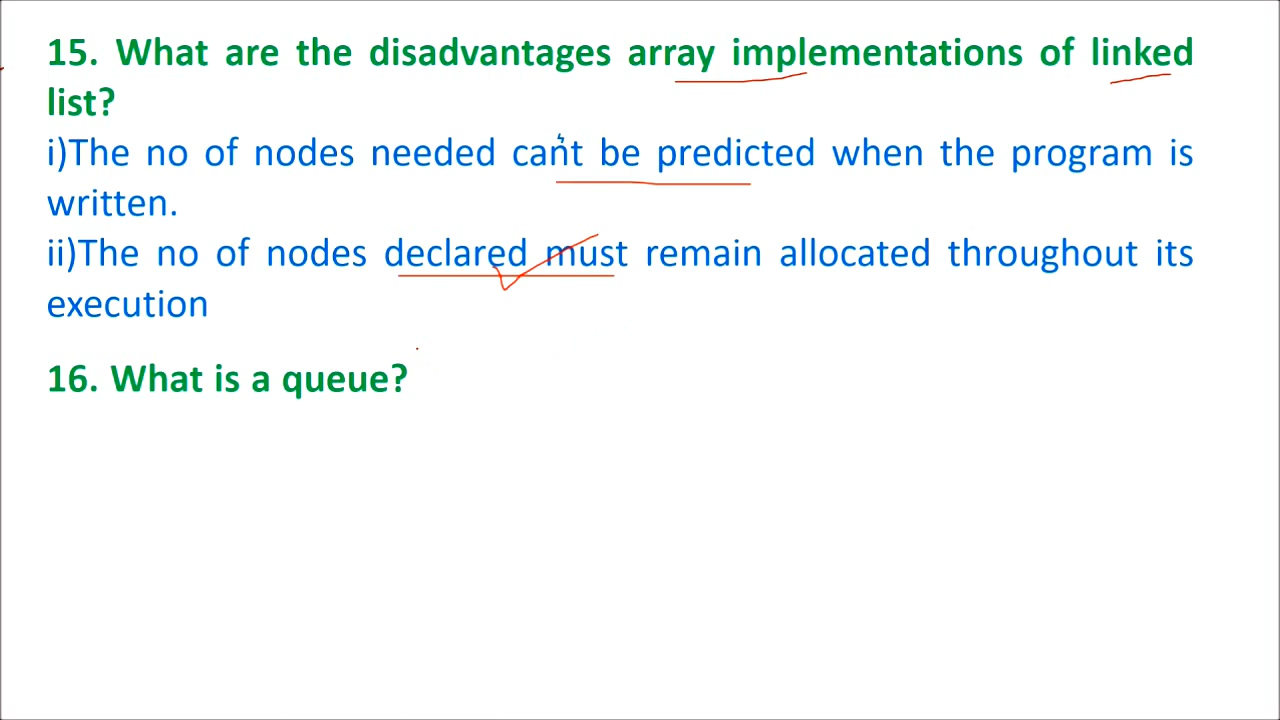 15. What are the disadvantages array implementations of linked
list?
i)The no of nodes needed can't be predicted when the program is
written.
ii)The no of nodes declared must remain allocated throughout its
execution
16. What is a queue?